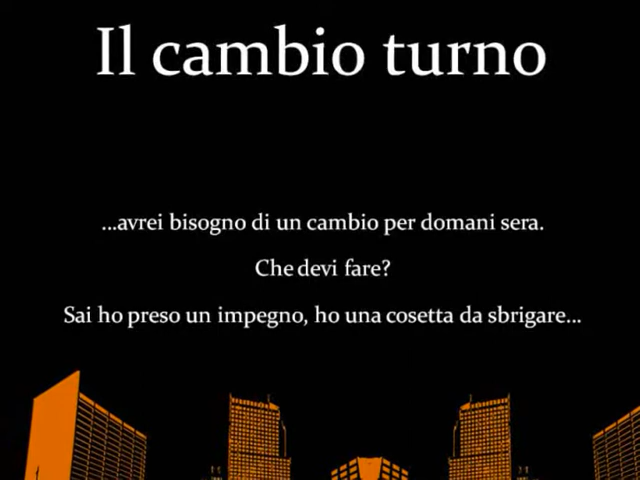 Il cambio turno
...avrei bisogno di un cambio per domani sera.
Che devi fare?
Sai ho preso un impegno, ho una cosetta da sbrigare...